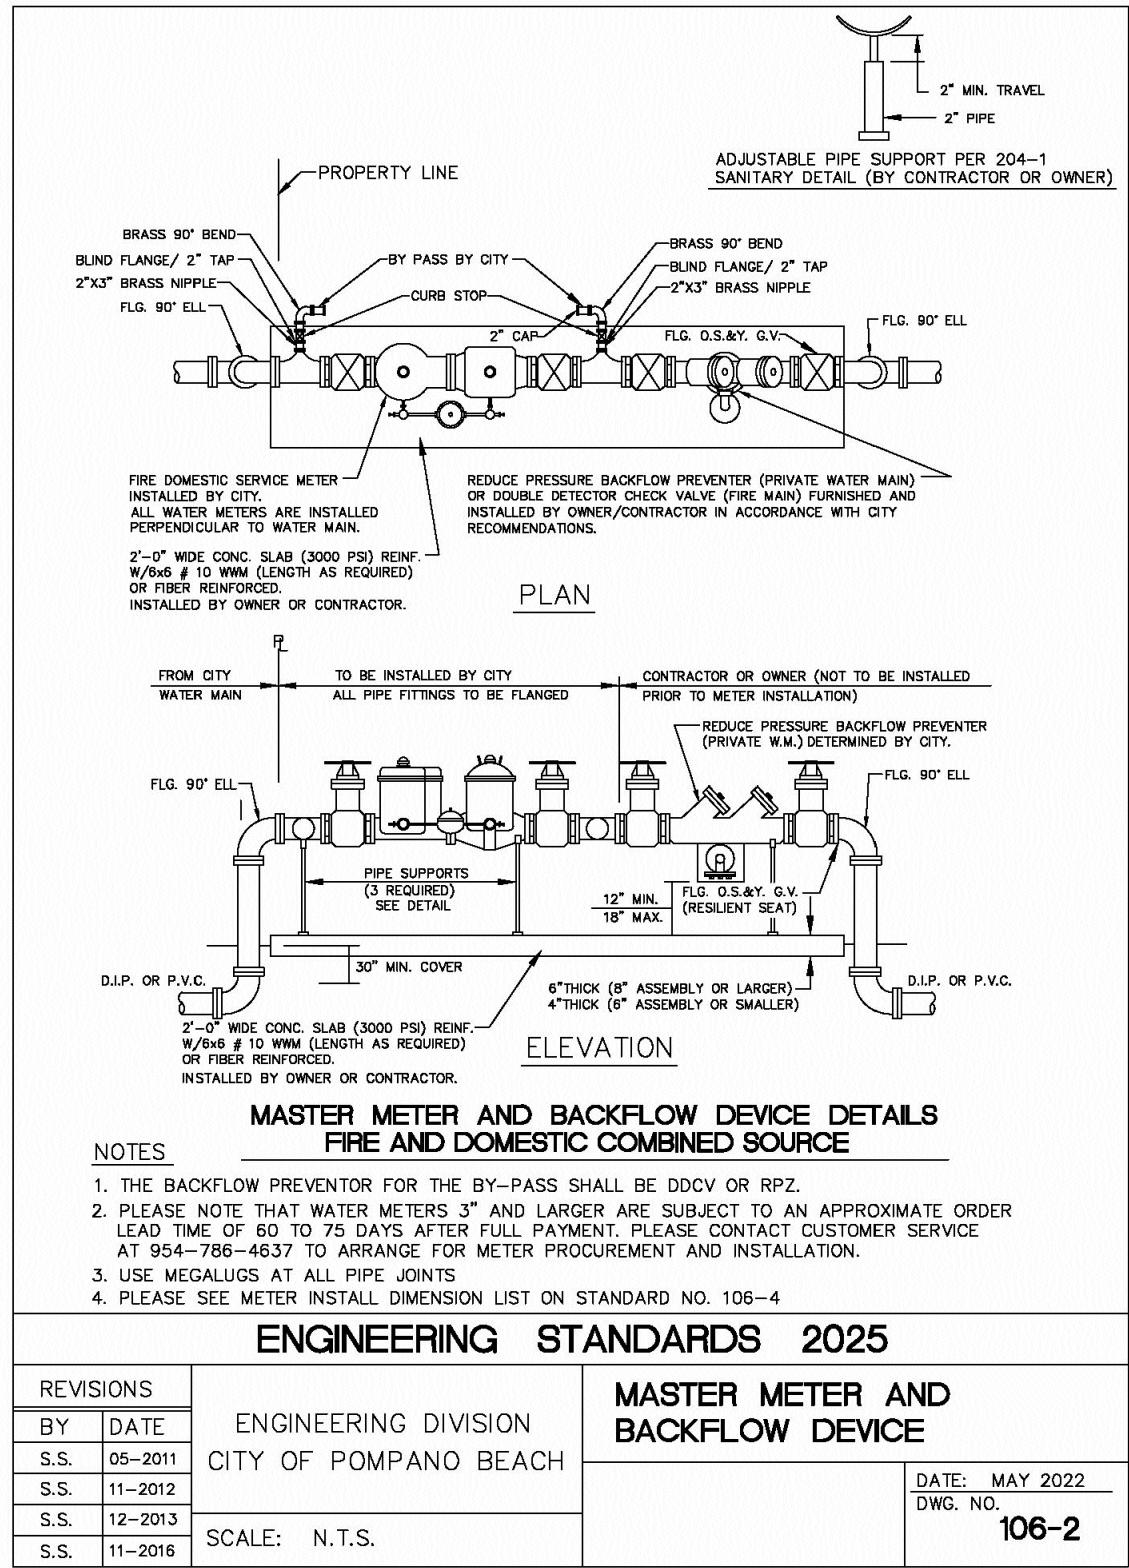 2" MIN. TRAVEL
2" PIPE
ADJUSTABLE PIPE SUPPORT PER 204-1
SANITARY DETAIL (BY CONTRACTOR OR OWNER)
PROPERTY LINE
BRASS 90° BEND
BLIND FLANGE/ 2" TAP
2"X3" BRASS NIPPLE
FLG. 90° ELL
BY PASS BY CITY
CURB STOP
2" CAP
BRASS 90° BEND
BLIND FLANGE/ 2" TAP
2"X3" BRASS NIPPLE
FLG. O.S.&Y. G.V.
FLG. 90° ELL
FIRE DOMESTIC SERVICE METER
INSTALLED BY CITY.
ALL WATER METERS ARE INSTALLED
PERPENDICULAR TO WATER MAIN.
REDUCE PRESSURE BACKFLOW PREVENTER (PRIVATE WATER MAIN)
OR DOUBLE DETECTOR CHECK VALVE (FIRE MAIN) FURNISHED AND
INSTALLED BY OWNER/CONTRACTOR IN ACCORDANCE WITH CITY
RECOMMENDATIONS.
2'-0" WIDE CONC. SLAB (3000 PSI) REINF.
W/6x6 # 10 WWM (LENGTH AS REQUIRED)
OR FIBER REINFORCED.
INSTALLED BY OWNER OR CONTRACTOR.
PLAN
PL
FROM CITY
WATER MAIN
TO BE INSTALLED BY CITY
ALL PIPE FITTINGS TO BE FLANGED
CONTRACTOR OR OWNER (NOT TO BE INSTALLED
PRIOR TO METER INSTALLATION)
REDUCE PRESSURE BACKFLOW PREVENTER
(PRIVATE W.M.) DETERMINED BY CITY.
FLG. 90° ELL
FLG. 90° ELL
PIPE SUPPORTS
(3 REQUIRED)
SEE DETAIL
12" MIN.
18" MAX.
FLG. O.S.&Y. G.V.
(RESILIENT SEAT)
30" MIN. COVER
D.I.P. OR P.V.C.
D.I.P. OR P.V.C.
6"THICK (8" ASSEMBLY OR LARGER)
4"THICK (6" ASSEMBLY OR SMALLER)
2'-0" WIDE CONC. SLAB (3000 PSI) REINF.
W/6x6 # 10 WWM (LENGTH AS REQUIRED)
OR FIBER REINFORCED.
INSTALLED BY OWNER OR CONTRACTOR.
ELEVATION
MASTER METER AND BACKFLOW DEVICE DETAILS
FIRE AND DOMESTIC COMBINED SOURCE
NOTES
1. THE BACKFLOW PREVENTOR FOR THE BY-PASS SHALL BE DDCV OR RPZ.
2. PLEASE NOTE THAT WATER METERS 3" AND LARGER ARE SUBJECT TO AN APPROXIMATE ORDER
LEAD TIME OF 60 TO 75 DAYS AFTER FULL PAYMENT. PLEASE CONTACT CUSTOMER SERVICE
AT 954-786-4637 TO ARRANGE FOR METER PROCUREMENT AND INSTALLATION.
3. USE MEGALUGS AT ALL PIPE JOINTS
4. PLEASE SEE METER INSTALL DIMENSION LIST ON STANDARD NO. 106-4
ENGINEERING STANDARDS 2025
REVISIONS
BY DATE
S.S. 05-2011
S.S. 11-2012
S.S. 12-2013
S.S. 11-2016
ENGINEERING DIVISION
CITY OF POMPANO BEACH
SCALE: N.T.S.
MASTER METER AND
BACKFLOW DEVICE
DATE: MAY 2022
DWG. NO.
106-2